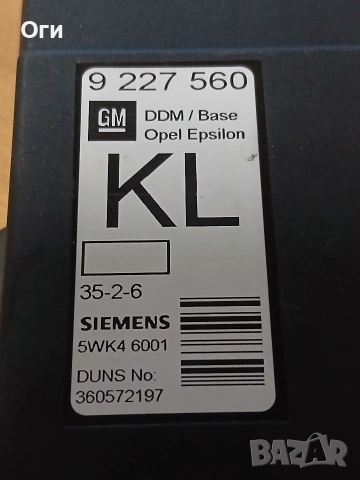 Оги
9 227 560
GM
DDM / Base
Opel Epsilon
KL
35-2-6
SIEMENS
5WK4 6001
DUNS No:
360572197
BAZAR